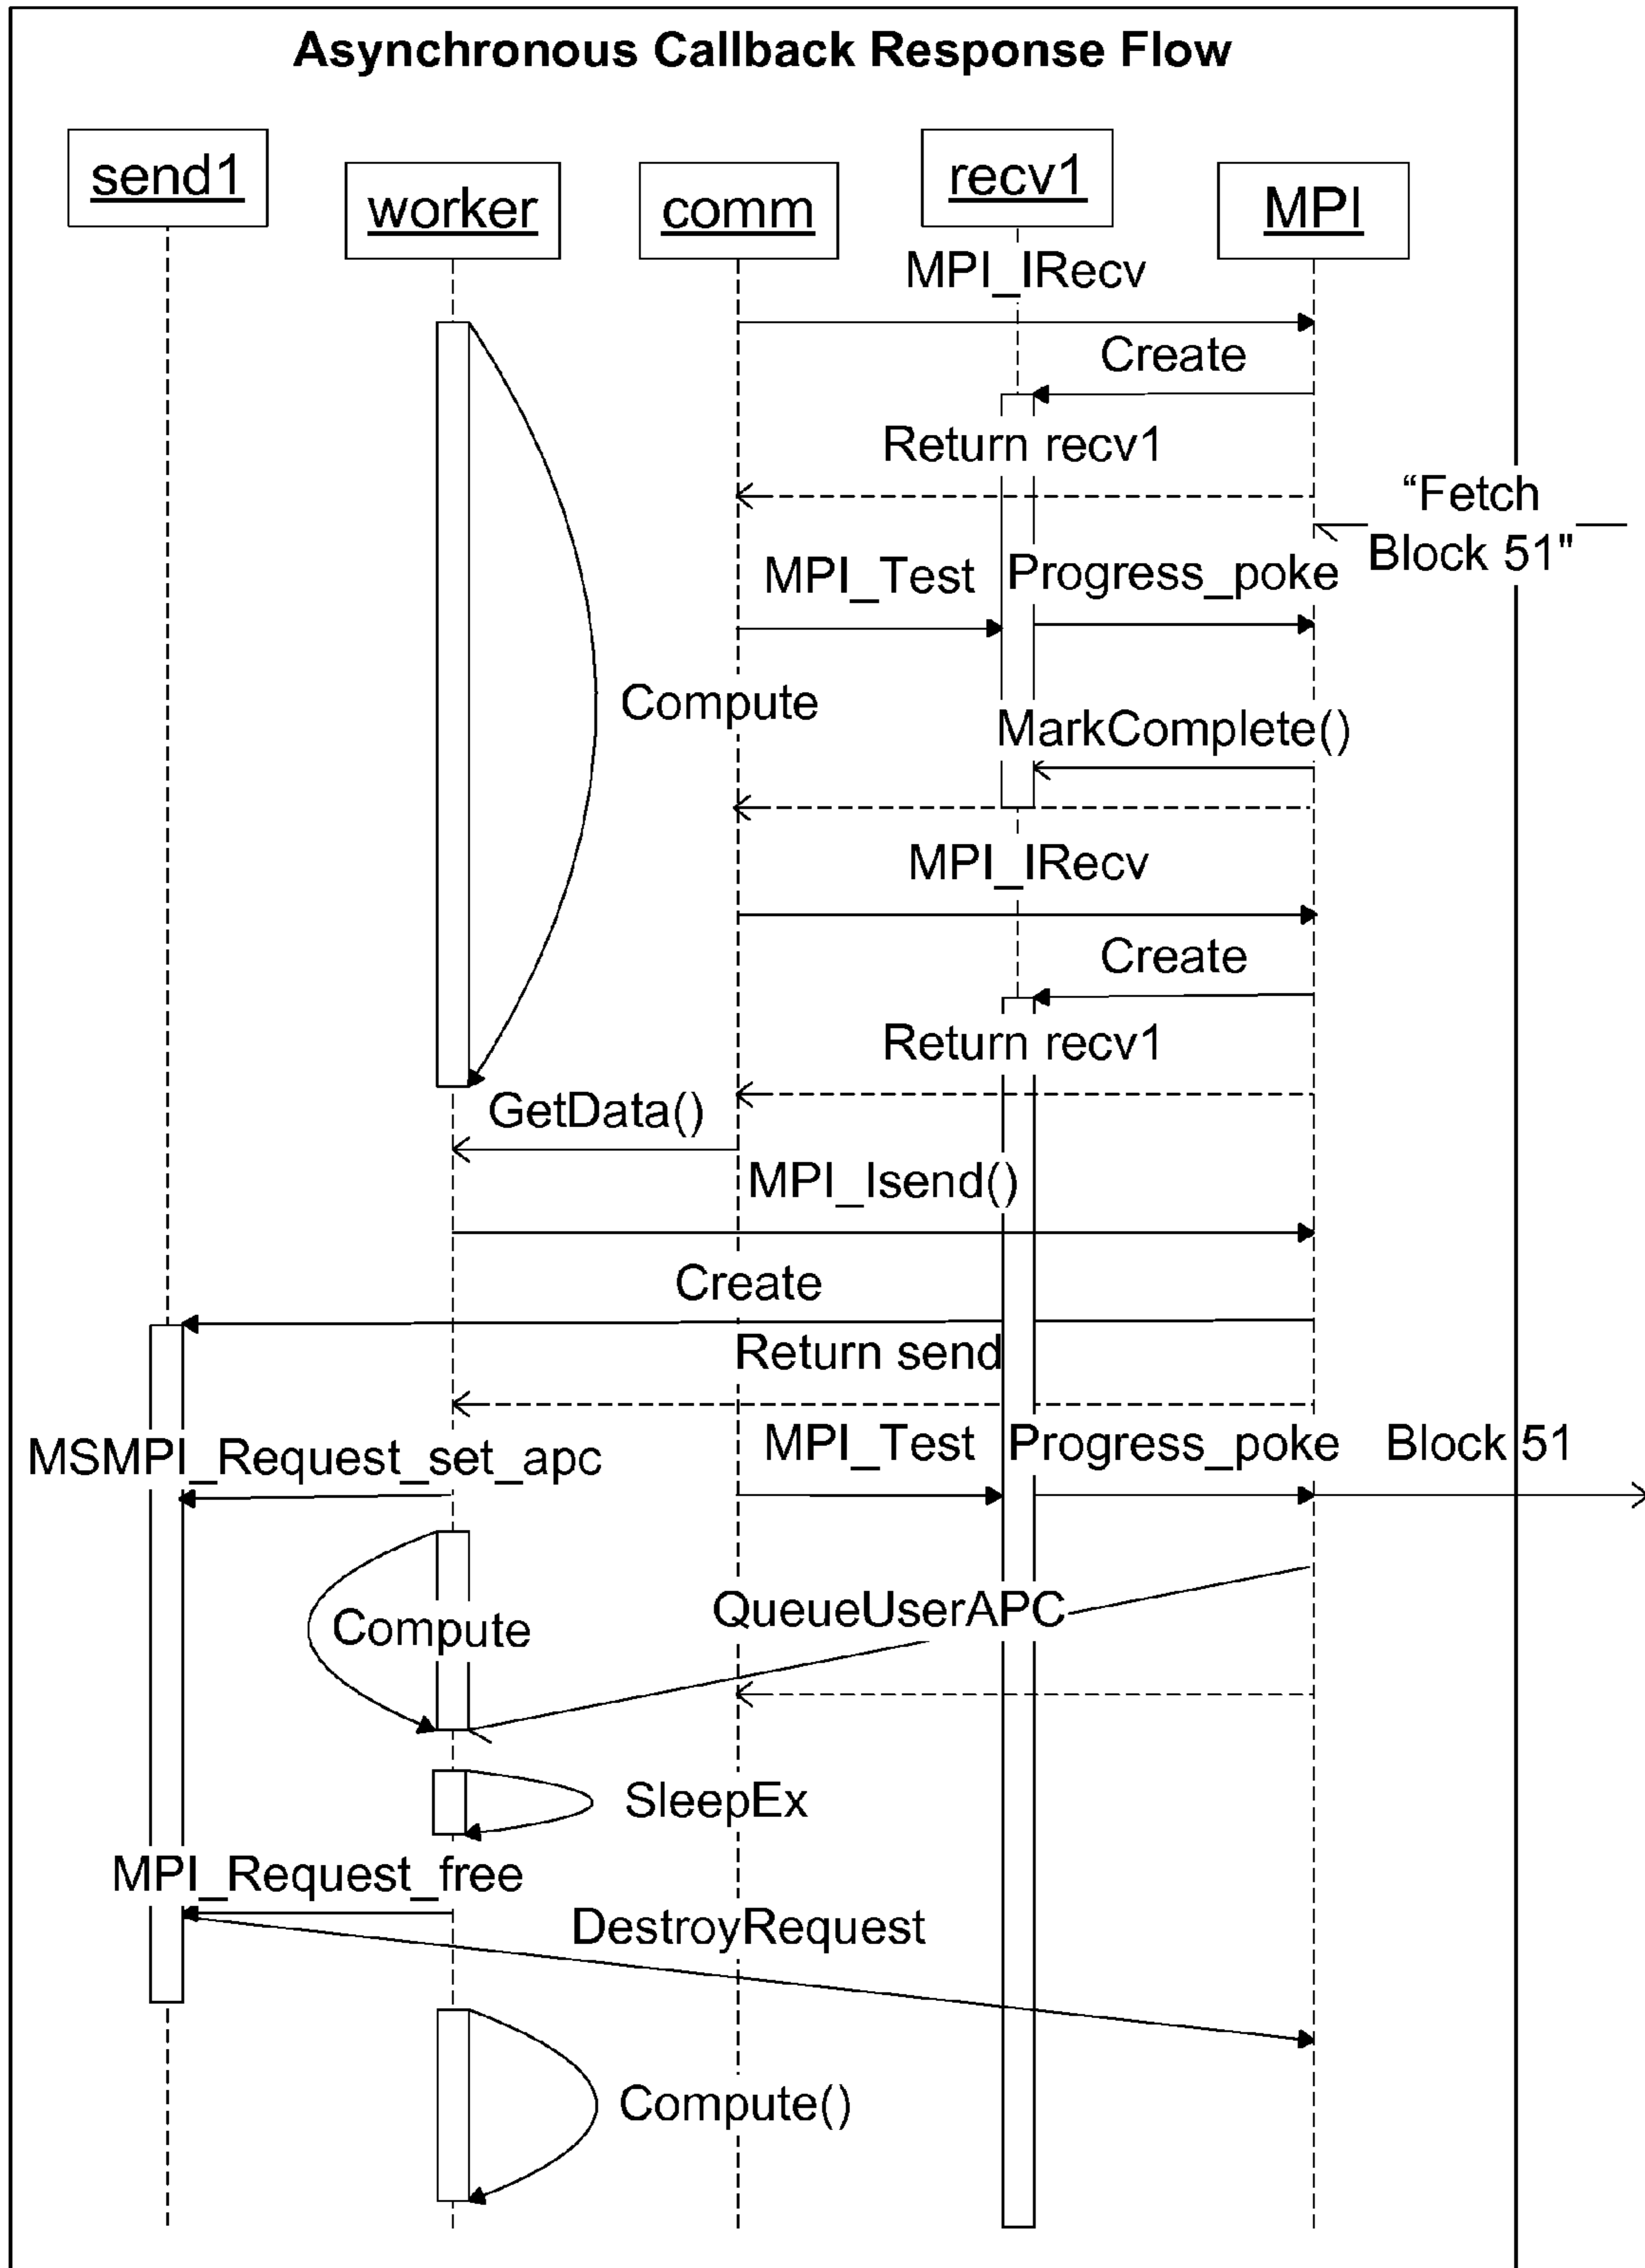 Asynchronous Callback Response Flow
send1
worker
comm
recv1
MPI
MPI_IRecv
Create
Return recv1
“Fetch
Block 51"
MPI_Test
Progress_poke
Compute
MarkComplete()
MPI_IRecv
Create
Return recv1
GetData()
MPI_Isend()
Create
Return send
MSMPI_Request_set_apc
MPI_Test
Progress_poke
Block 51
Compute
QueueUserAPC
SleepEx
MPI_Request_free
DestroyRequest
Compute()